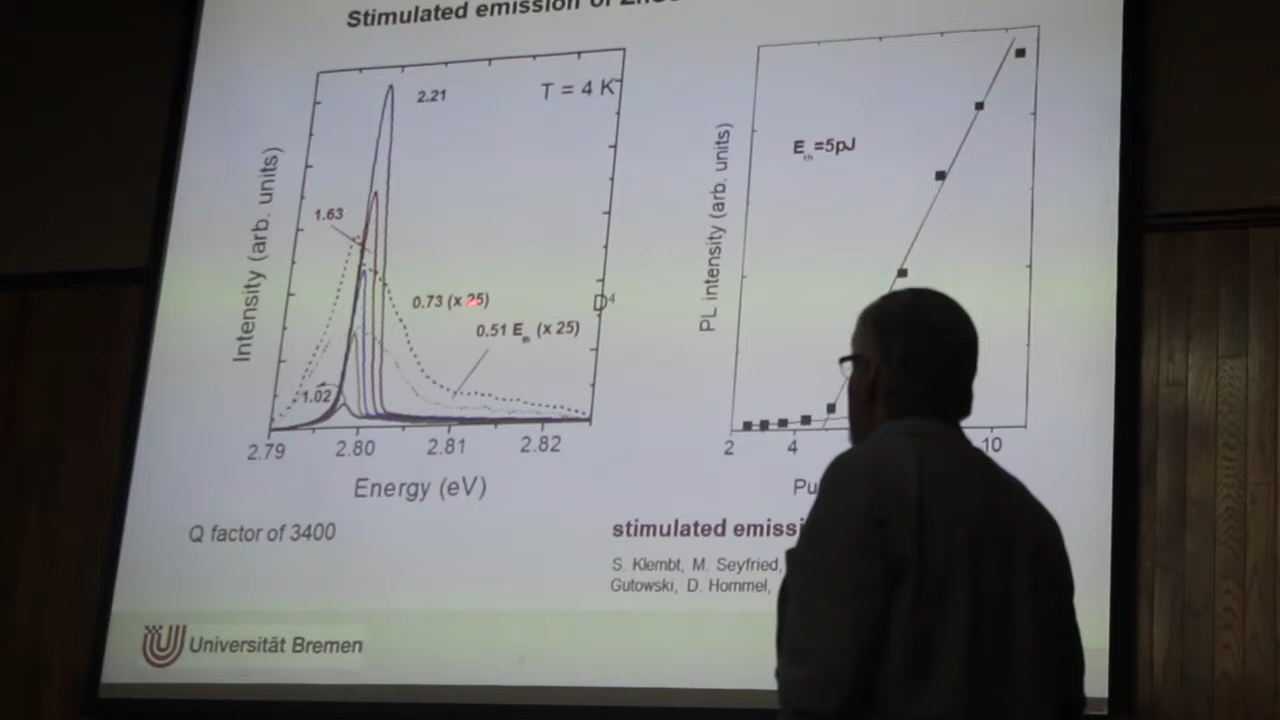 Stimulated emission of
2.21
T = 4 K
1.63
0.73 (x 25)
0.51 E_th (x 25)
1.02
Intensity (arb. units)
2.79 2.80 2.81 2.82
Energy (eV)
E_th=5pJ
PL intensity (arb. units)
2 4 10
Pu
Q factor of 3400
stimulated emissi
S. Klembt, M. Seyfried,
Gutowski, D. Hommel,
Universität Bremen